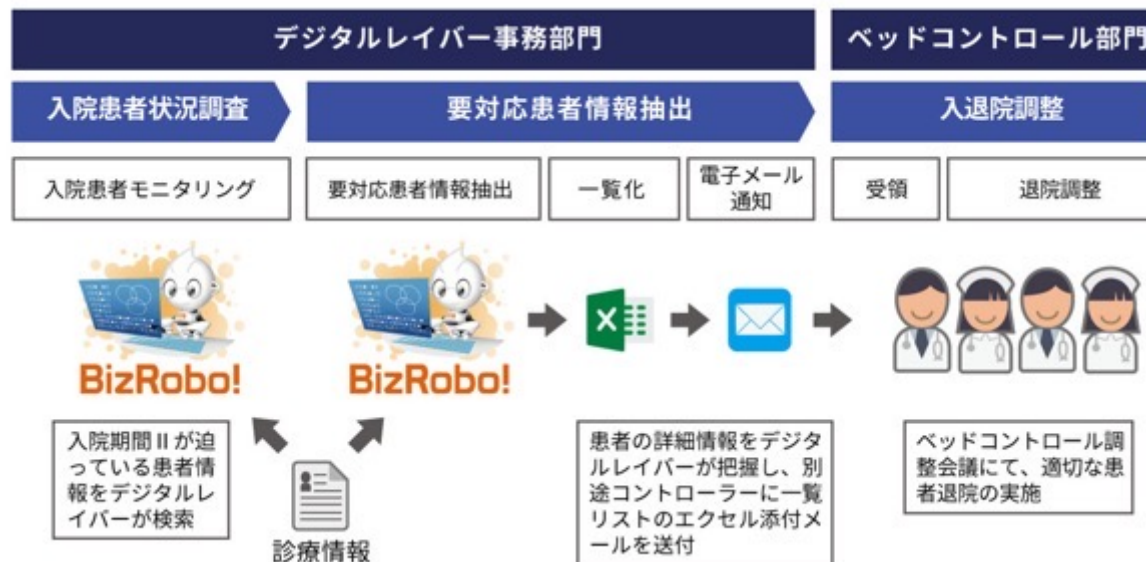 デジタルレイバー事務部門
ベッドコントロール部門
入院患者状況調査
要対応患者情報抽出
入退院調整
入院患者モニタリング
要対応患者情報抽出
一覧化
電子メール
通知
受領
退院調整
BizRobo!
BizRobo!
入院期間Ⅱが迫
っている患者情
報をデジタルレ
イバーが検索
診療情報
患者の詳細情報をデジタ
ルレイバーが把握し、別
途コントローラーに一覧
リストのエクセル添付メ
ールを送付
ベッドコントロール調
整会議にて、適切な患
者退院の実施